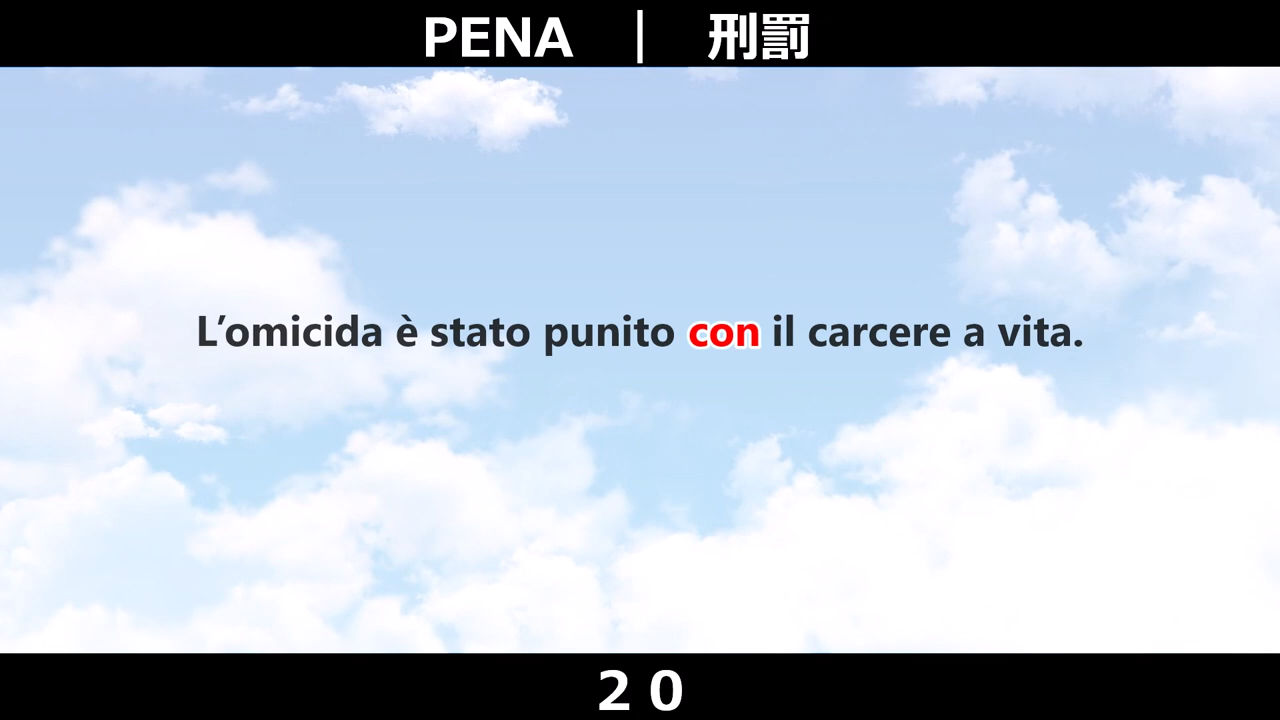 PENA | 刑罰
L’omicida è stato punito con il carcere a vita.
2 0